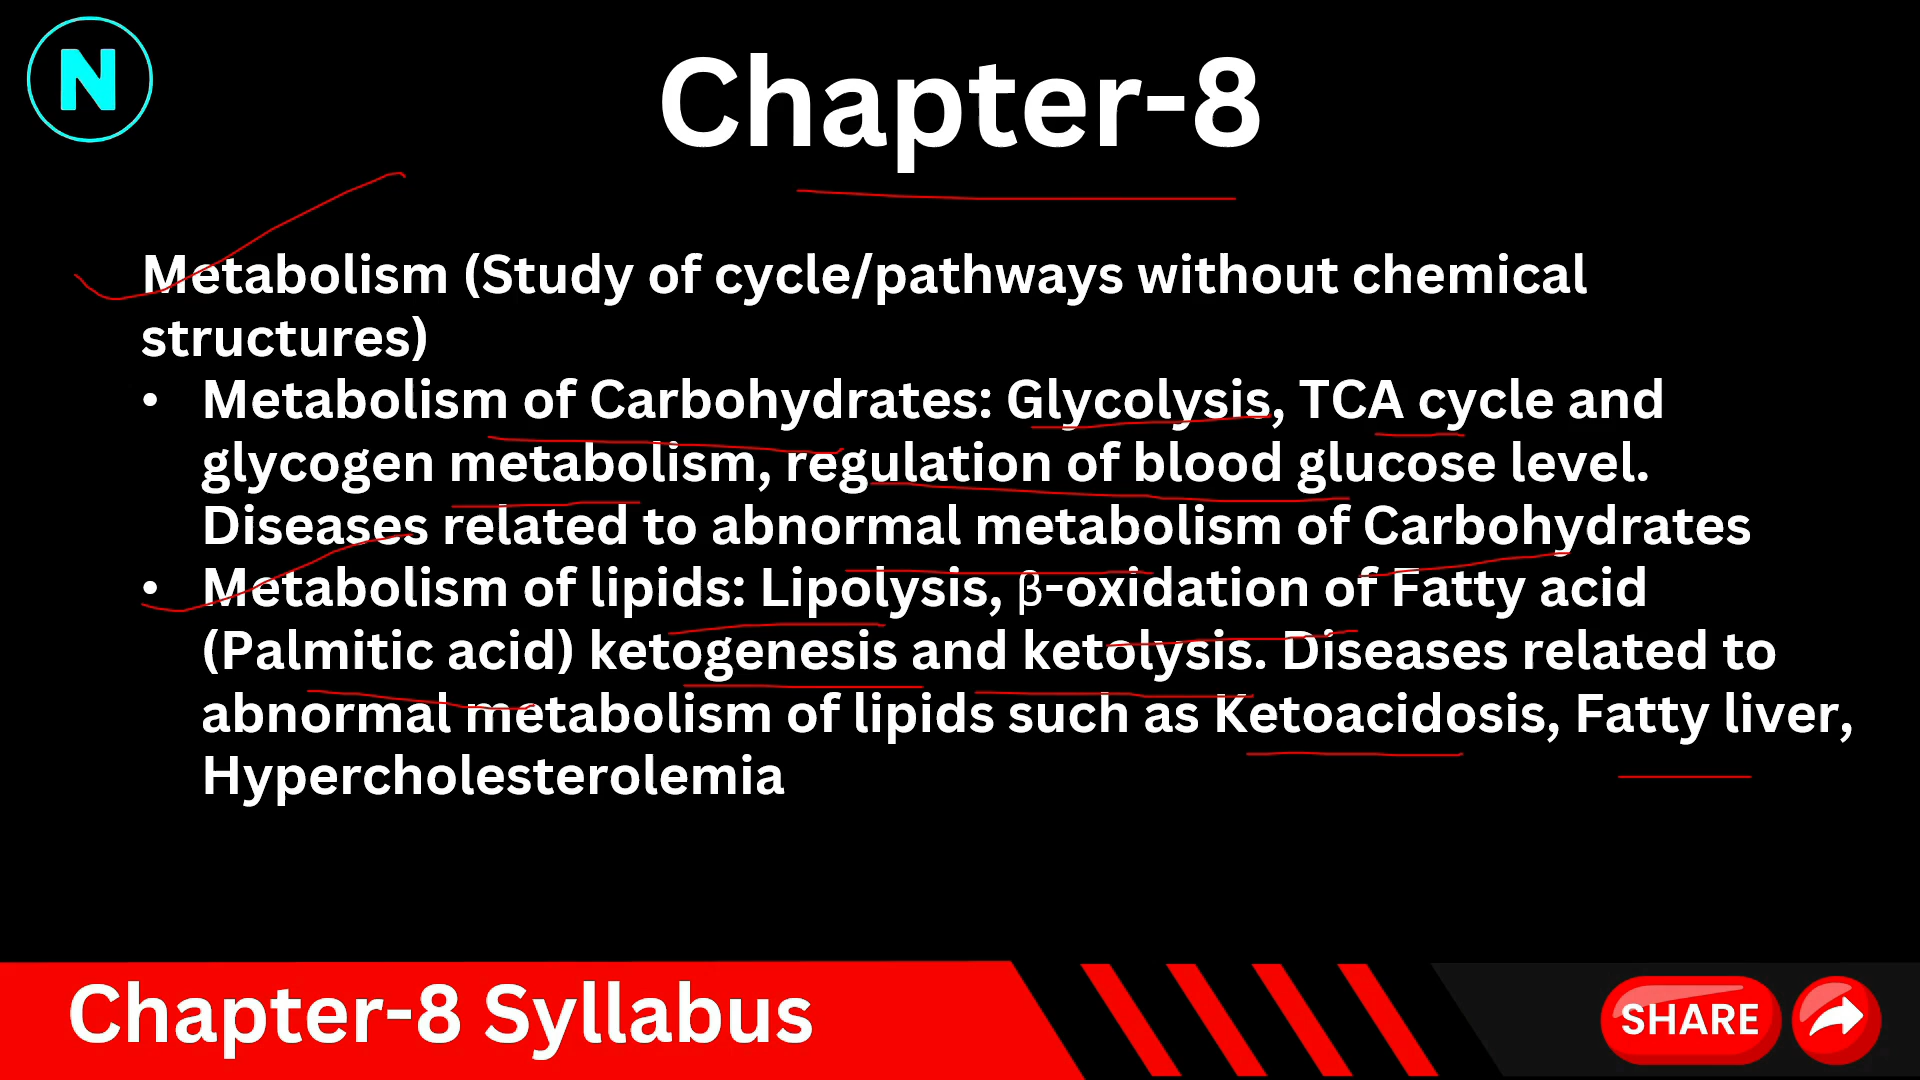 N
Chapter-8
Metabolism (Study of cycle/pathways without chemical
structures)
• Metabolism of Carbohydrates: Glycolysis, TCA cycle and
glycogen metabolism, regulation of blood glucose level.
Diseases related to abnormal metabolism of Carbohydrates
• Metabolism of lipids: Lipolysis, β-oxidation of Fatty acid
(Palmitic acid) ketogenesis and ketolysis. Diseases related to
abnormal metabolism of lipids such as Ketoacidosis, Fatty liver,
Hypercholesterolemia
Chapter-8 Syllabus
SHARE